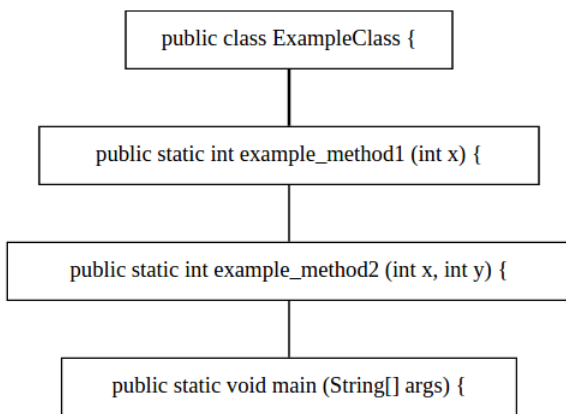 public class ExampleClass {
public static int example_method1 (int x) {
public static int example_method2 (int x, int y) {
public static void main (String[] args) {